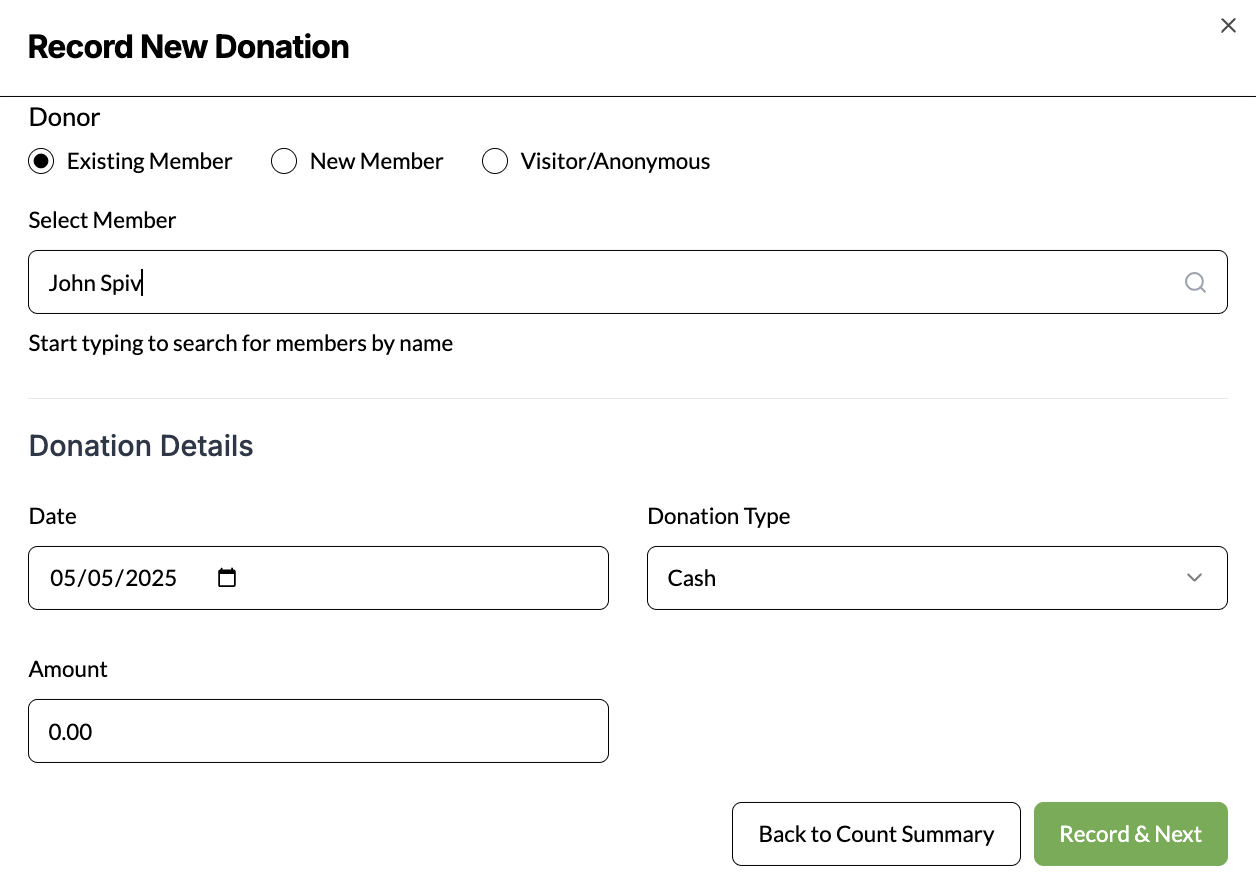 Record New Donation
Donor
Existing Member New Member Visitor/Anonymous
Select Member
John Spiv
Start typing to search for members by name
Donation Details
Date Donation Type
05/05/2025 Cash
Amount
0.00
Back to Count Summary Record & Next